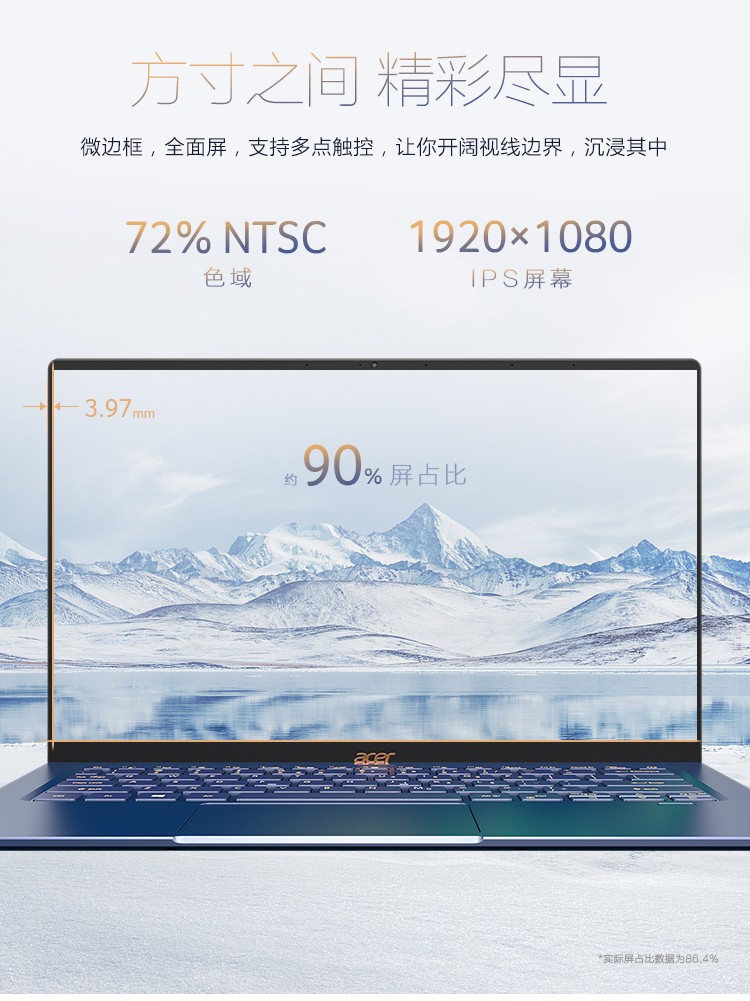 方寸之间 精彩尽显
微边框，全面屏，支持多点触控，让你开阔视线边界，沉浸其中
72% NTSC
色域
1920×1080
IPS屏幕
3.97mm
约90%屏占比
acer
*实际屏占比数据为86.4%